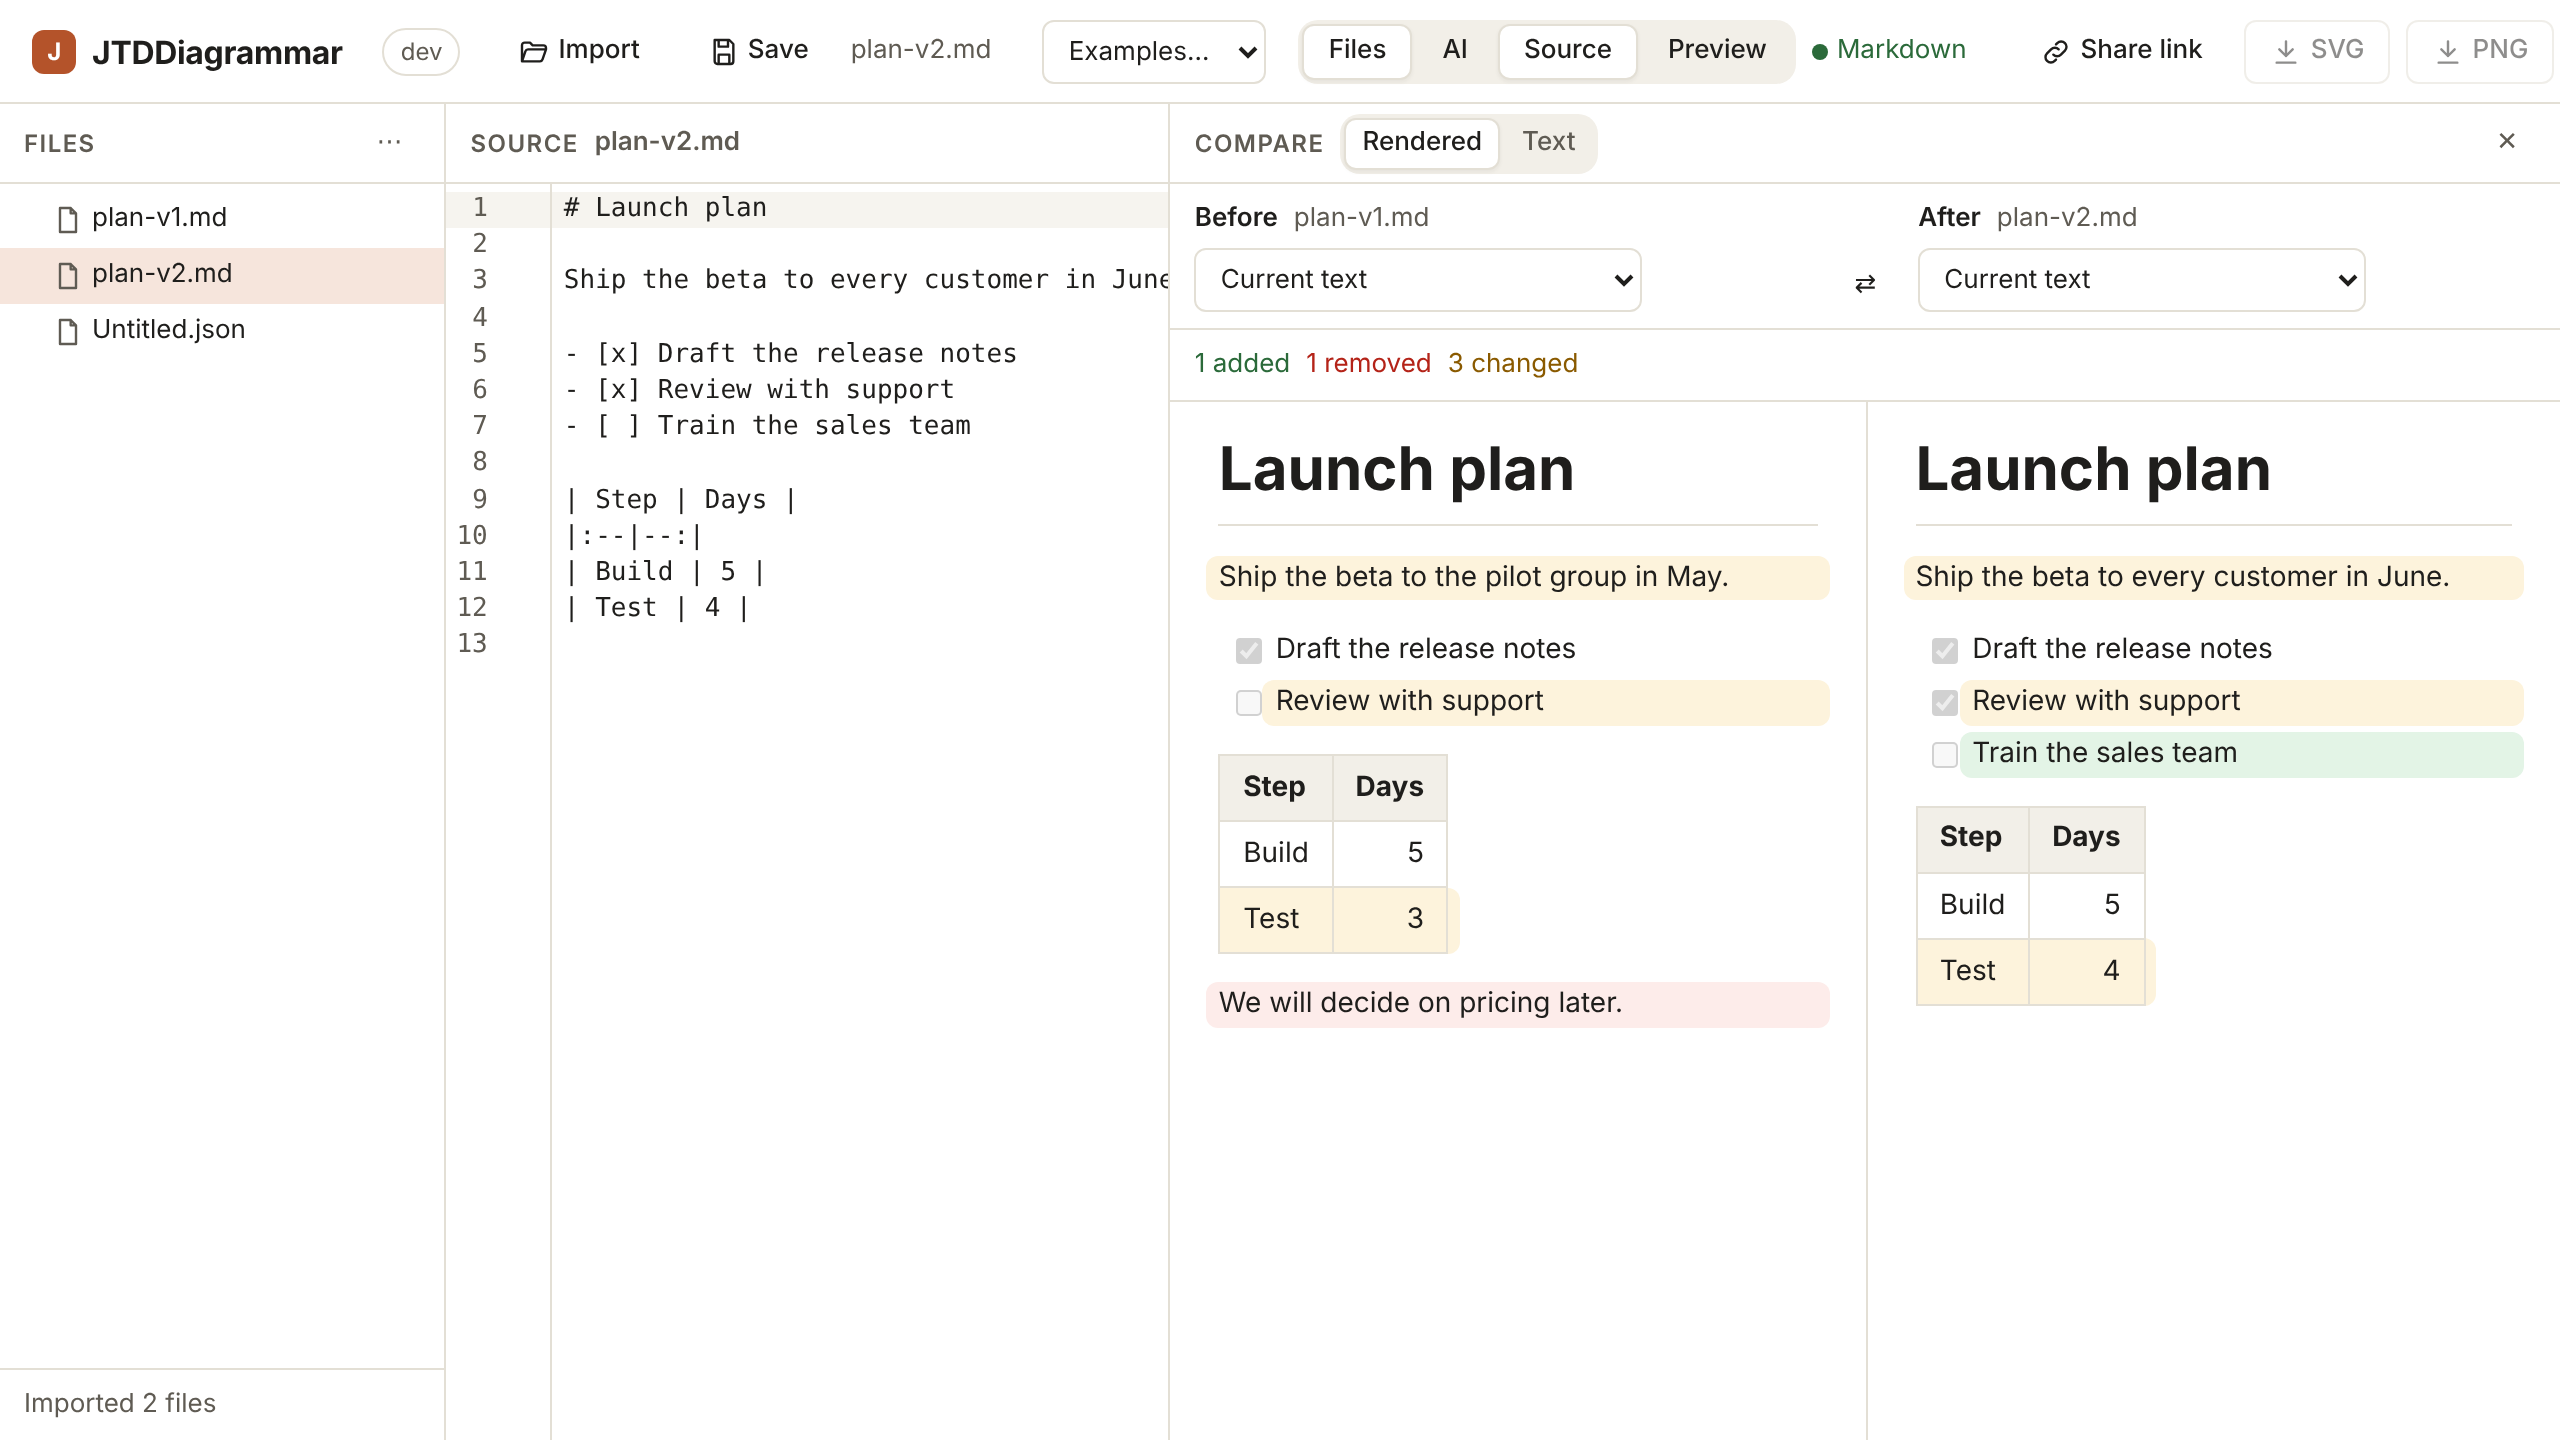 J JTDDiagrammar dev Import Save plan-v2.md Examples... Files AI Source Preview Markdown Share link SVG PNG
FILES ...
plan-v1.md
plan-v2.md
Untitled.json
Imported 2 files
SOURCE plan-v2.md
1 # Launch plan
2
3 Ship the beta to every customer in June
4
5 - [x] Draft the release notes
6 - [x] Review with support
7 - [ ] Train the sales team
8
9 | Step | Days |
10 |:--|--:|
11 | Build | 5 |
12 | Test | 4 |
13
COMPARE Rendered Text ×
Before plan-v1.md
Current text
⇄
After plan-v2.md
Current text
1 added 1 removed 3 changed
Launch plan
Ship the beta to the pilot group in May.
Draft the release notes
Review with support
Step Days
Build 5
Test 3
We will decide on pricing later.
Launch plan
Ship the beta to every customer in June.
Draft the release notes
Review with support
Train the sales team
Step Days
Build 5
Test 4